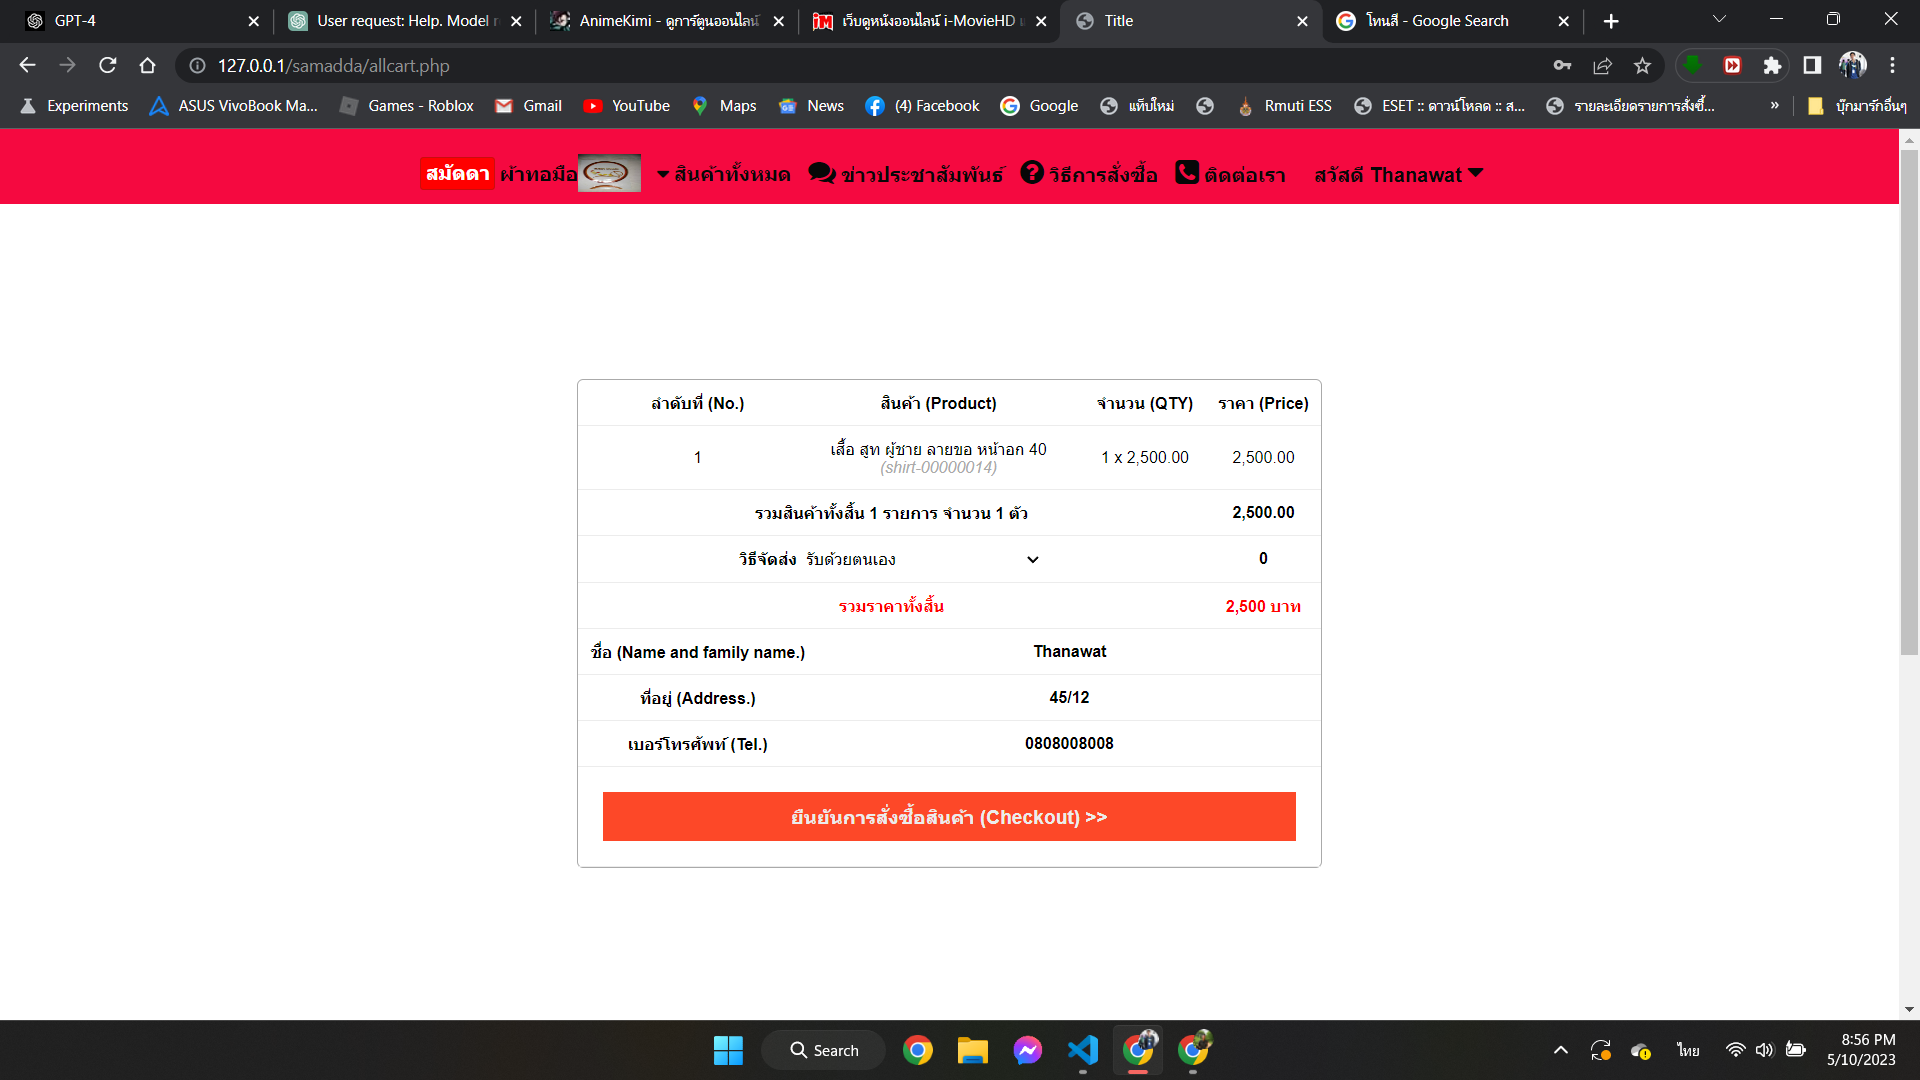 GPT-4
User request: Help. Model r
AnimeKimi - ดูการ์ตูนออนไลน์
เว็บดูหนังออนไลน์ i-MovieHD
Title
โทนสี - Google Search
127.0.0.1/samadda/allcart.php
Experiments
ASUS VivoBook Ma...
Games - Roblox
Gmail
YouTube
Maps
News
(4) Facebook
Google
แท็บใหม่
Rmuti ESS
ESET :: ดาวน์โหลด :: ส...
รายละเอียดรายการสั่งซื้...
»
บุ๊กมาร์กอื่นๆ
สมัดดา ผ้าทอมือ
สินค้าทั้งหมด
ข่าวประชาสัมพันธ์
วิธีการสั่งซื้อ
ติดต่อเรา
สวัสดี Thanawat
ลำดับที่ (No.) สินค้า (Product) จำนวน (QTY) ราคา (Price)
1 เสื้อ สูท ผู้ชาย ลายขอ หน้าอก 40 1 x 2,500.00 2,500.00
(shirt-00000014)
รวมสินค้าทั้งสิ้น 1 รายการ จำนวน 1 ตัว 2,500.00
วิธีจัดส่ง รับด้วยตนเอง 0
รวมราคาทั้งสิ้น 2,500 บาท
ชื่อ (Name and family name.) Thanawat
ที่อยู่ (Address.) 45/12
เบอร์โทรศัพท์ (Tel.) 0808008008
ยืนยันการสั่งซื้อสินค้า (Checkout) >>
Search
ไทย
8:56 PM
5/10/2023